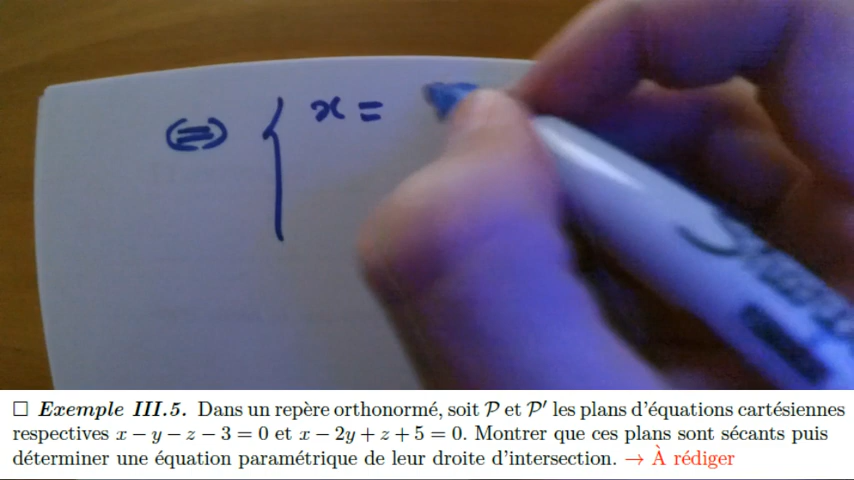 (=) { x =
□ Exemple III.5. Dans un repère orthonormé, soit 𝒫 et 𝒫′ les plans d'équations cartésiennes
respectives x − y − z − 3 = 0 et x − 2y + z + 5 = 0. Montrer que ces plans sont sécants puis
déterminer une équation paramétrique de leur droite d'intersection. → À rédiger